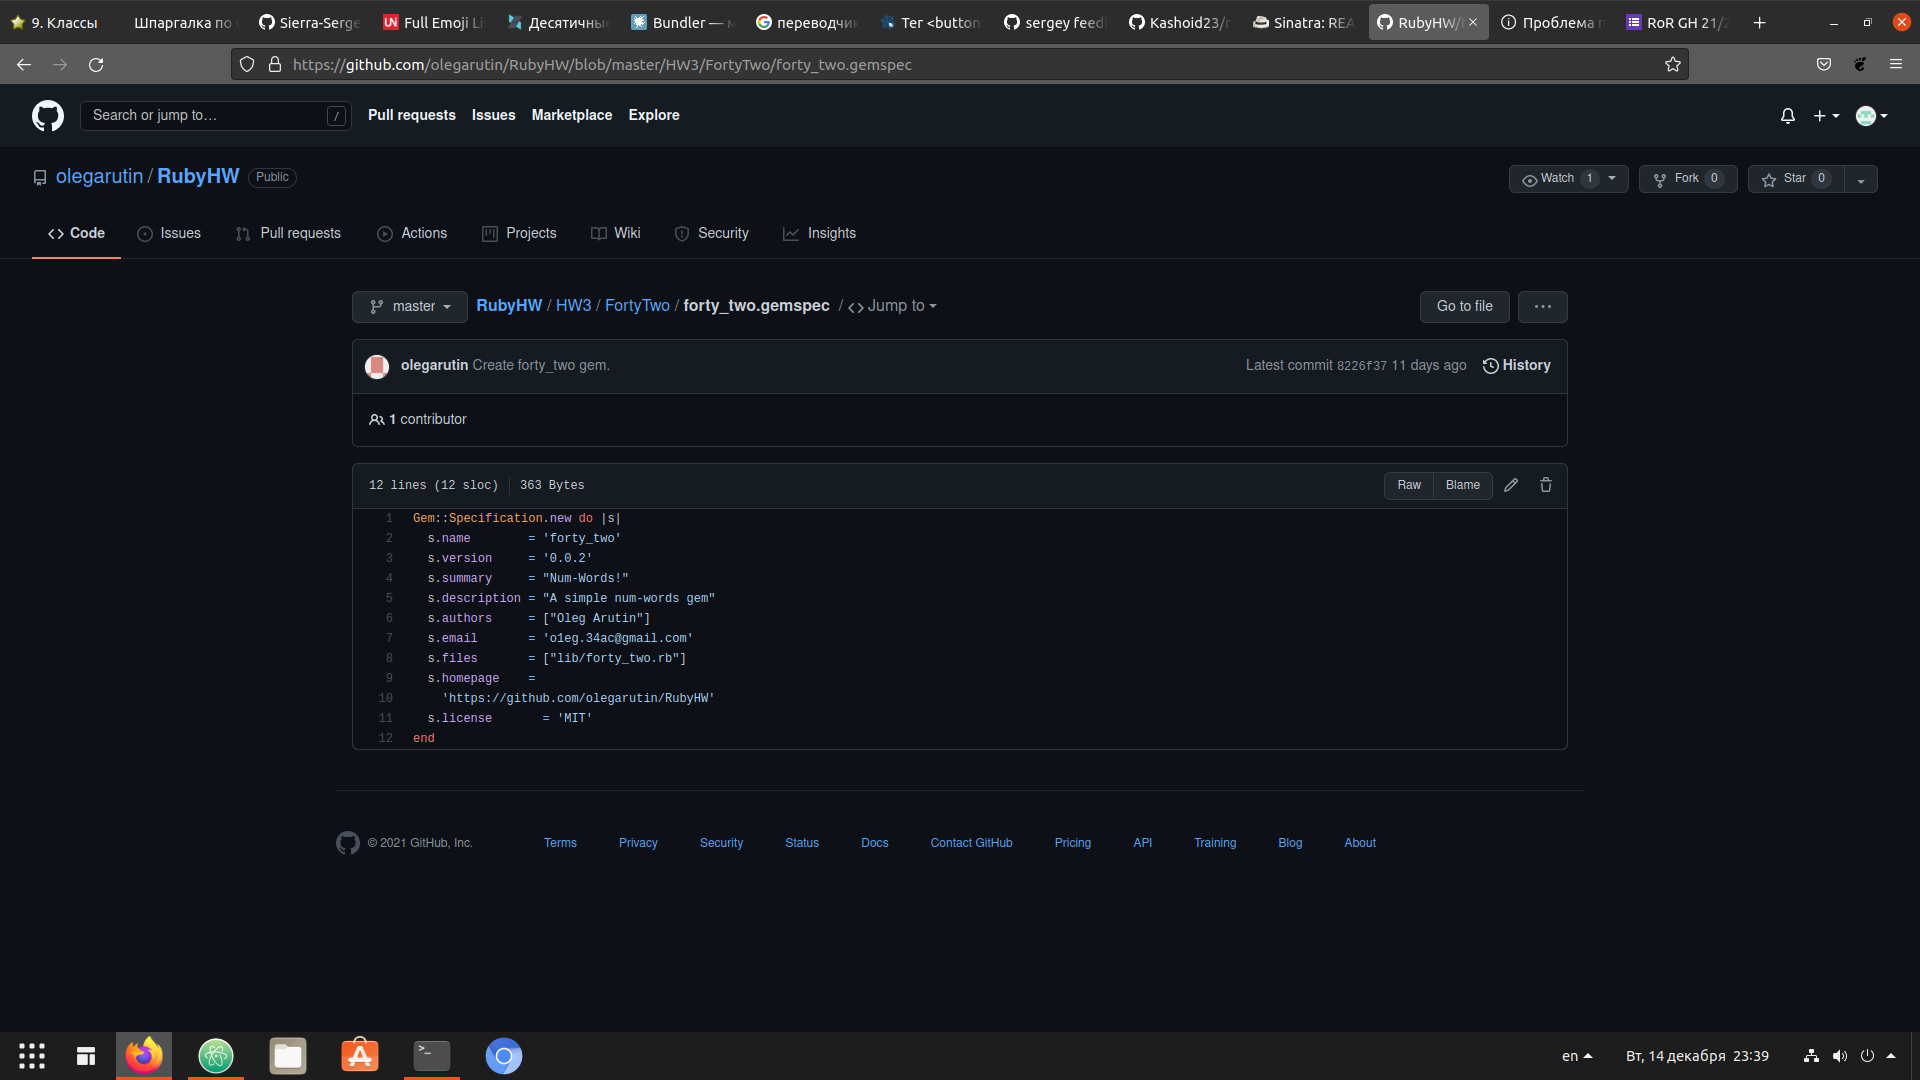 9. Классы
Шпаргалка по
Sierra-Serge
Full Emoji Li
Десятичные
Bundler —
переводчик
Тег <button
sergey feed
Kashoid23/r
Sinatra: REA
RubyHW/f
Проблема п
RoR GH 21/2
https://github.com/olegarutin/RubyHW/blob/master/HW3/FortyTwo/forty_two.gemspec
Search or jump to… /
Pull requests Issues Marketplace Explore
olegarutin / RubyHW Public
Watch 1 Fork 0 Star 0
Code Issues Pull requests Actions Projects Wiki Security Insights
master RubyHW / HW3 / FortyTwo / forty_two.gemspec / <> Jump to
Go to file ...
olegarutin Create forty_two gem.
Latest commit 8226f37 11 days ago History
1 contributor
12 lines (12 sloc) 363 Bytes
Raw Blame
1 Gem::Specification.new do |s|
2 s.name = 'forty_two'
3 s.version = '0.0.2'
4 s.summary = "Num-Words!"
5 s.description = "A simple num-words gem"
6 s.authors = ["Oleg Arutin"]
7 s.email = 'o1eg.34ac@gmail.com'
8 s.files = ["lib/forty_two.rb"]
9 s.homepage =
10 'https://github.com/olegarutin/RubyHW'
11 s.license = 'MIT'
12 end
© 2021 GitHub, Inc. Terms Privacy Security Status Docs Contact GitHub Pricing API Training Blog About
en Вт, 14 декабря 23:39